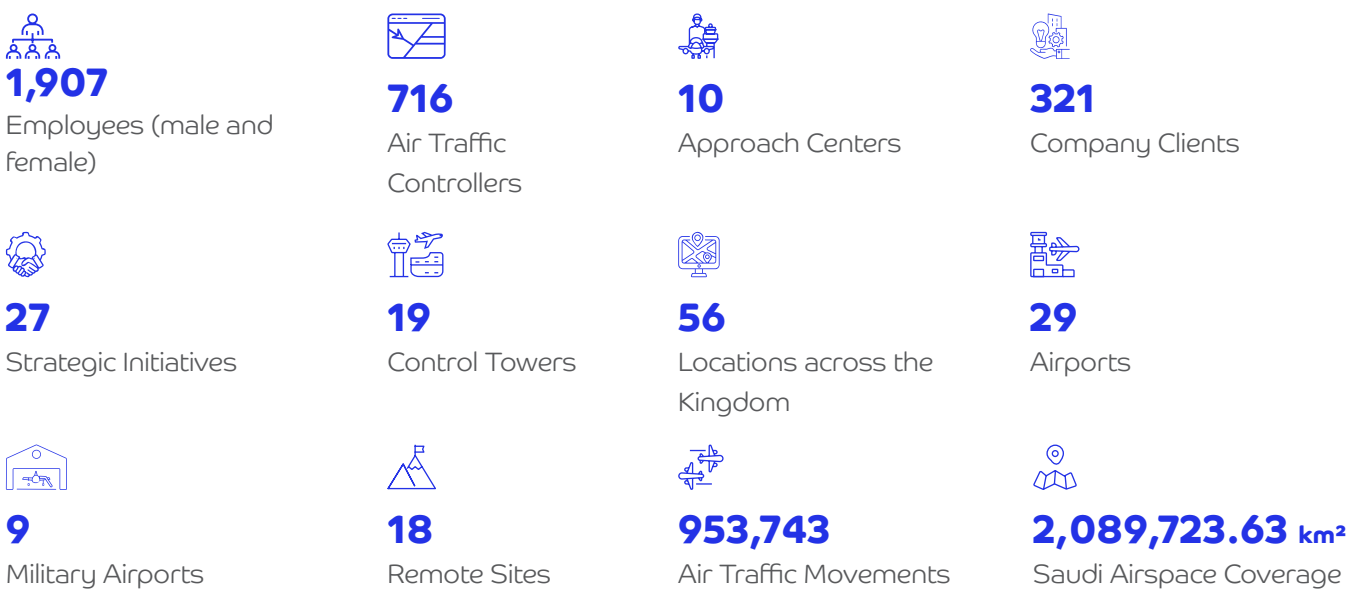 1,907
Employees (male and
female)
716
Air Traffic
Controllers
10
Approach Centers
321
Company Clients
27
Strategic Initiatives
19
Control Towers
56
Locations across the
Kingdom
29
Airports
9
Military Airports
18
Remote Sites
953,743
Air Traffic Movements
2,089,723.63 km²
Saudi Airspace Coverage